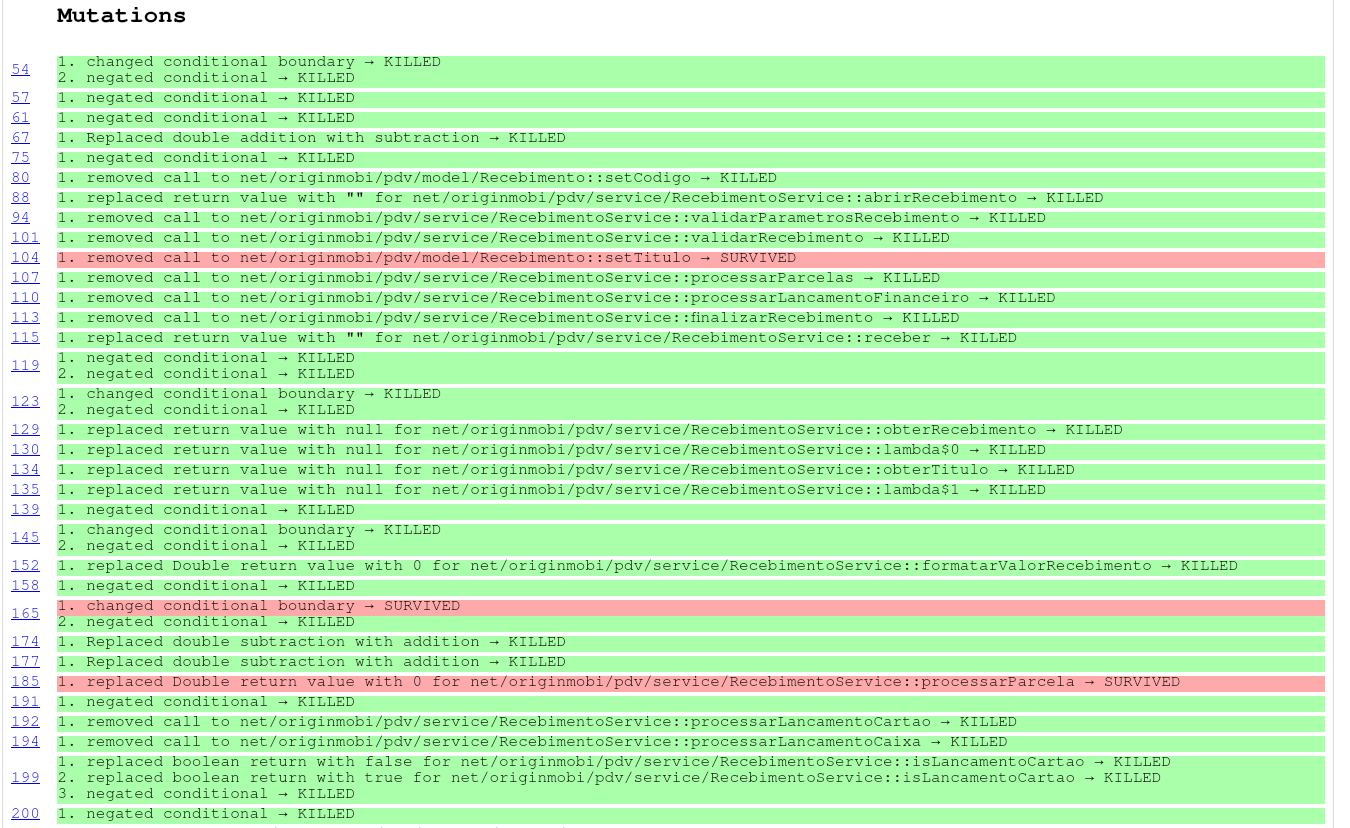 Mutations
54
1. changed conditional boundary → KILLED
2. negated conditional → KILLED
57 1. negated conditional → KILLED
61 1. negated conditional → KILLED
67 1. Replaced double addition with subtraction → KILLED
75 1. negated conditional → KILLED
80 1. removed call to net/originmobi/pdv/model/Recebimento::setCodigo → KILLED
88 1. replaced return value with "" for net/originmobi/pdv/service/RecebimentoService::abrirRecebimento → KILLED
94 1. removed call to net/originmobi/pdv/service/RecebimentoService::validarParametrosRecebimento → KILLED
101 1. removed call to net/originmobi/pdv/service/RecebimentoService::validarRecebimento → KILLED
104 1. removed call to net/originmobi/pdv/model/Recebimento::setTitulo → SURVIVED
107 1. removed call to net/originmobi/pdv/service/RecebimentoService::processarParcelas → KILLED
110 1. removed call to net/originmobi/pdv/service/RecebimentoService::processarLancamentoFinanceiro → KILLED
113 1. removed call to net/originmobi/pdv/service/RecebimentoService::finalizarRecebimento → KILLED
115 1. replaced return value with "" for net/originmobi/pdv/service/RecebimentoService::receber → KILLED
119
1. negated conditional → KILLED
2. negated conditional → KILLED
123
1. changed conditional boundary → KILLED
2. negated conditional → KILLED
129 1. replaced return value with null for net/originmobi/pdv/service/RecebimentoService::obterRecebimento → KILLED
130 1. replaced return value with null for net/originmobi/pdv/service/RecebimentoService::lambda$0 → KILLED
134 1. replaced return value with null for net/originmobi/pdv/service/RecebimentoService::obterTitulo → KILLED
135 1. replaced return value with null for net/originmobi/pdv/service/RecebimentoService::lambda$1 → KILLED
139 1. negated conditional → KILLED
145
1. changed conditional boundary → KILLED
2. negated conditional → KILLED
152 1. replaced Double return value with 0 for net/originmobi/pdv/service/RecebimentoService::formatarValorRecebimento → KILLED
158 1. negated conditional → KILLED
165
1. changed conditional boundary → SURVIVED
2. negated conditional → KILLED
174 1. Replaced double subtraction with addition → KILLED
177 1. Replaced double subtraction with addition → KILLED
185 1. replaced Double return value with 0 for net/originmobi/pdv/service/RecebimentoService::processarParcela → SURVIVED
191 1. negated conditional → KILLED
192 1. removed call to net/originmobi/pdv/service/RecebimentoService::processarLancamentoCartao → KILLED
194 1. removed call to net/originmobi/pdv/service/RecebimentoService::processarLancamentoCaixa → KILLED
199
1. replaced boolean return with false for net/originmobi/pdv/service/RecebimentoService::isLancamentoCartao → KILLED
2. replaced boolean return with true for net/originmobi/pdv/service/RecebimentoService::isLancamentoCartao → KILLED
3. negated conditional → KILLED
200 1. negated conditional → KILLED